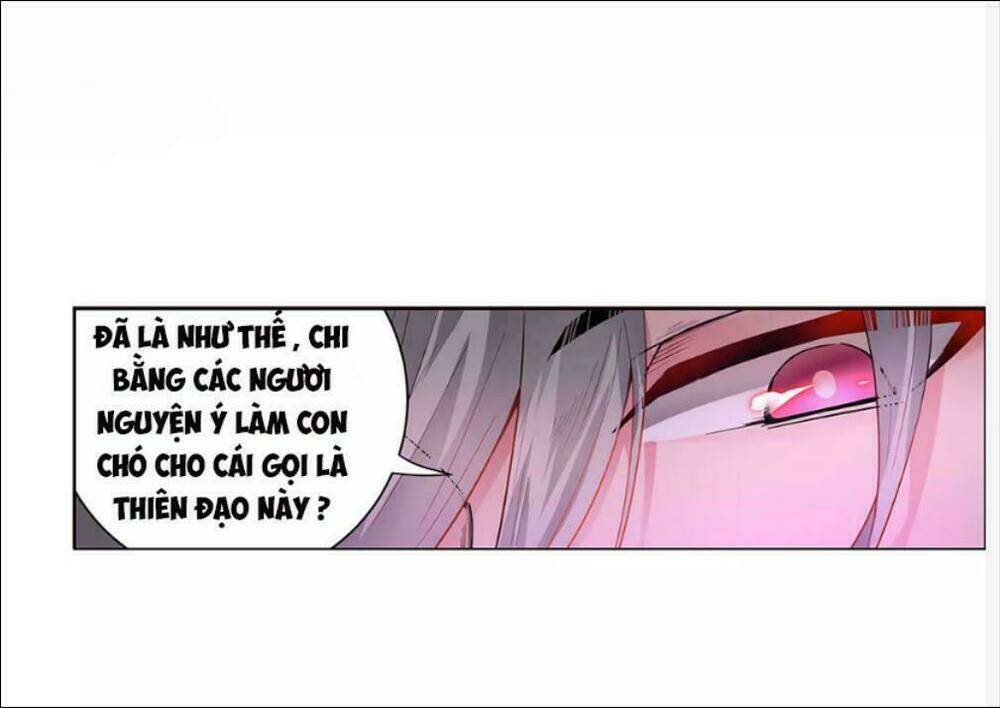 ĐÃ LÀ NHƯ THẾ , CHI
BẰNG CÁC NGƯƠI
NGUYỆN Ý LÀM CON
CHÓ CHO CÁI GỌI LÀ
THIÊN ĐẠO NÀY ?